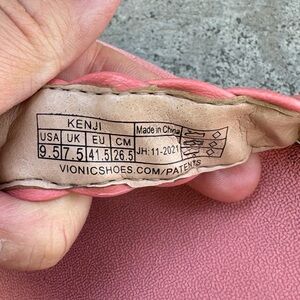 KENJI
USA UK EU CM
9.5 7.5 41.5 26.5
Made in China
JH: 11-2021
VIONICSHOES.COM/PATENTS